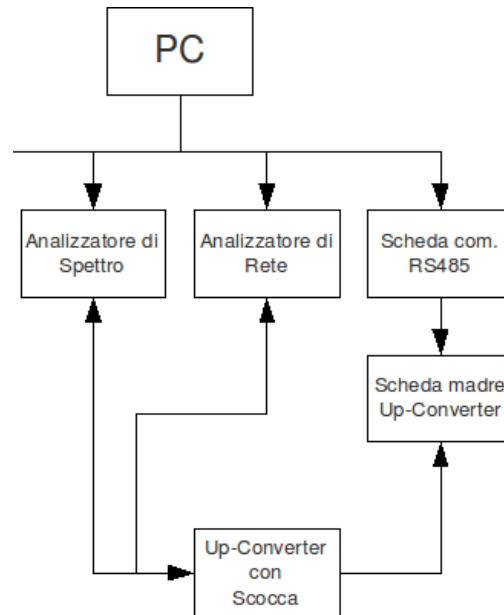 PC
Analizzatore di
Spettro
Analizzatore di
Rete
Scheda com.
RS485
Scheda madre
Up-Converter
Up-Converter
con
Scocca